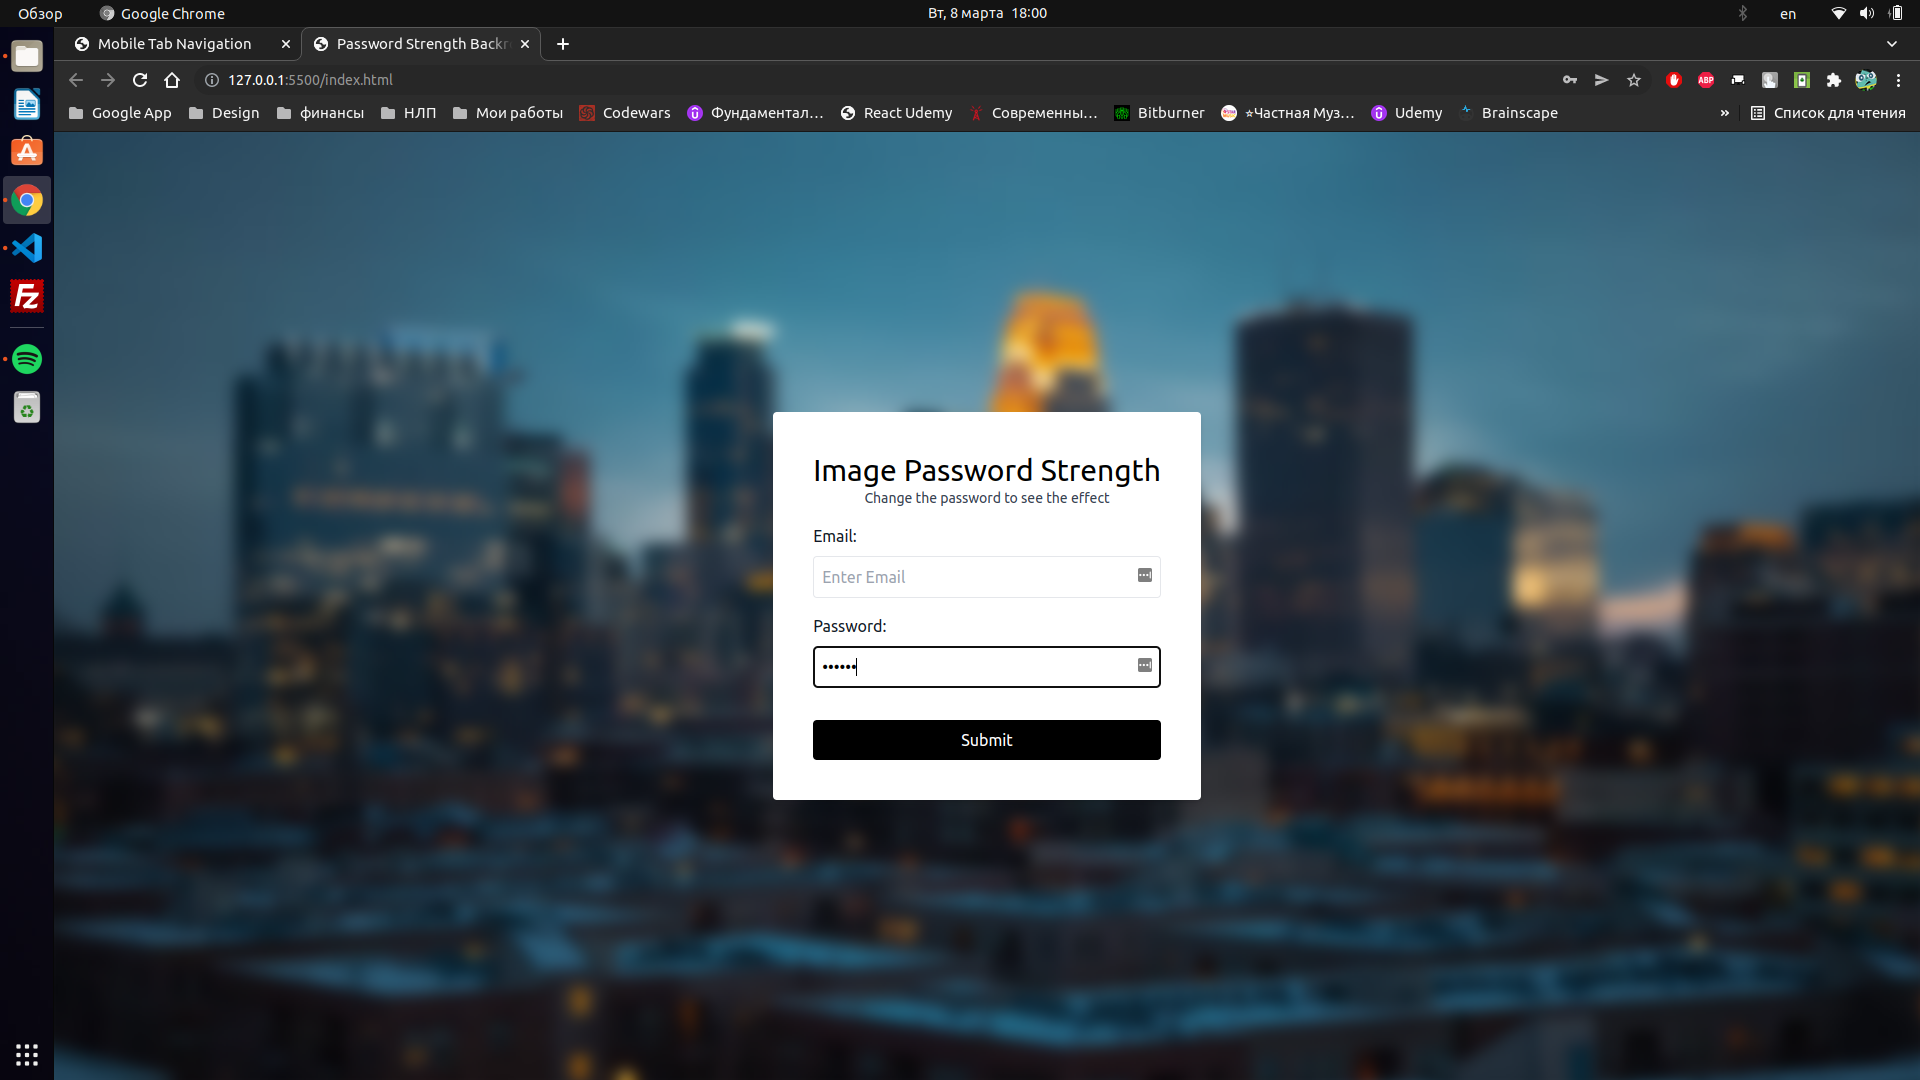 Обзор
Google Chrome
Вт, 8 марта 18:00
en
Mobile Tab Navigation
Password Strength Backr
127.0.0.1:5500/index.html
ABP
Google App
Design
финансы
НЛП
Мои работы
Codewars
Фундаментал...
React Udemy
Современны...
Bitburner
☆Частная Муз...
Udemy
Brainscape
»
Список для чтения
Image Password Strength
Change the password to see the effect
Email:
Enter Email
Password:
••••••
Submit